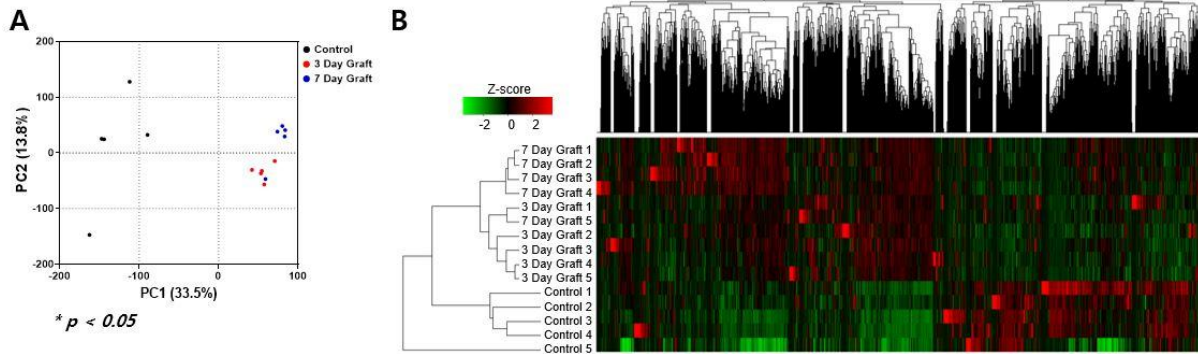 A
200
100
0
-100
-200
-200
-100
0
100
PC2 (13.8%)
PC1 (33.5%)
Control
3 Day Graft
7 Day Graft
* p < 0.05
B
Z-score
-2 0 2
7 Day Graft 1
7 Day Graft 2
7 Day Graft 3
7 Day Graft 4
3 Day Graft 1
7 Day Graft 5
3 Day Graft 2
3 Day Graft 3
3 Day Graft 4
3 Day Graft 5
Control 1
Control 2
Control 3
Control 4
Control 5